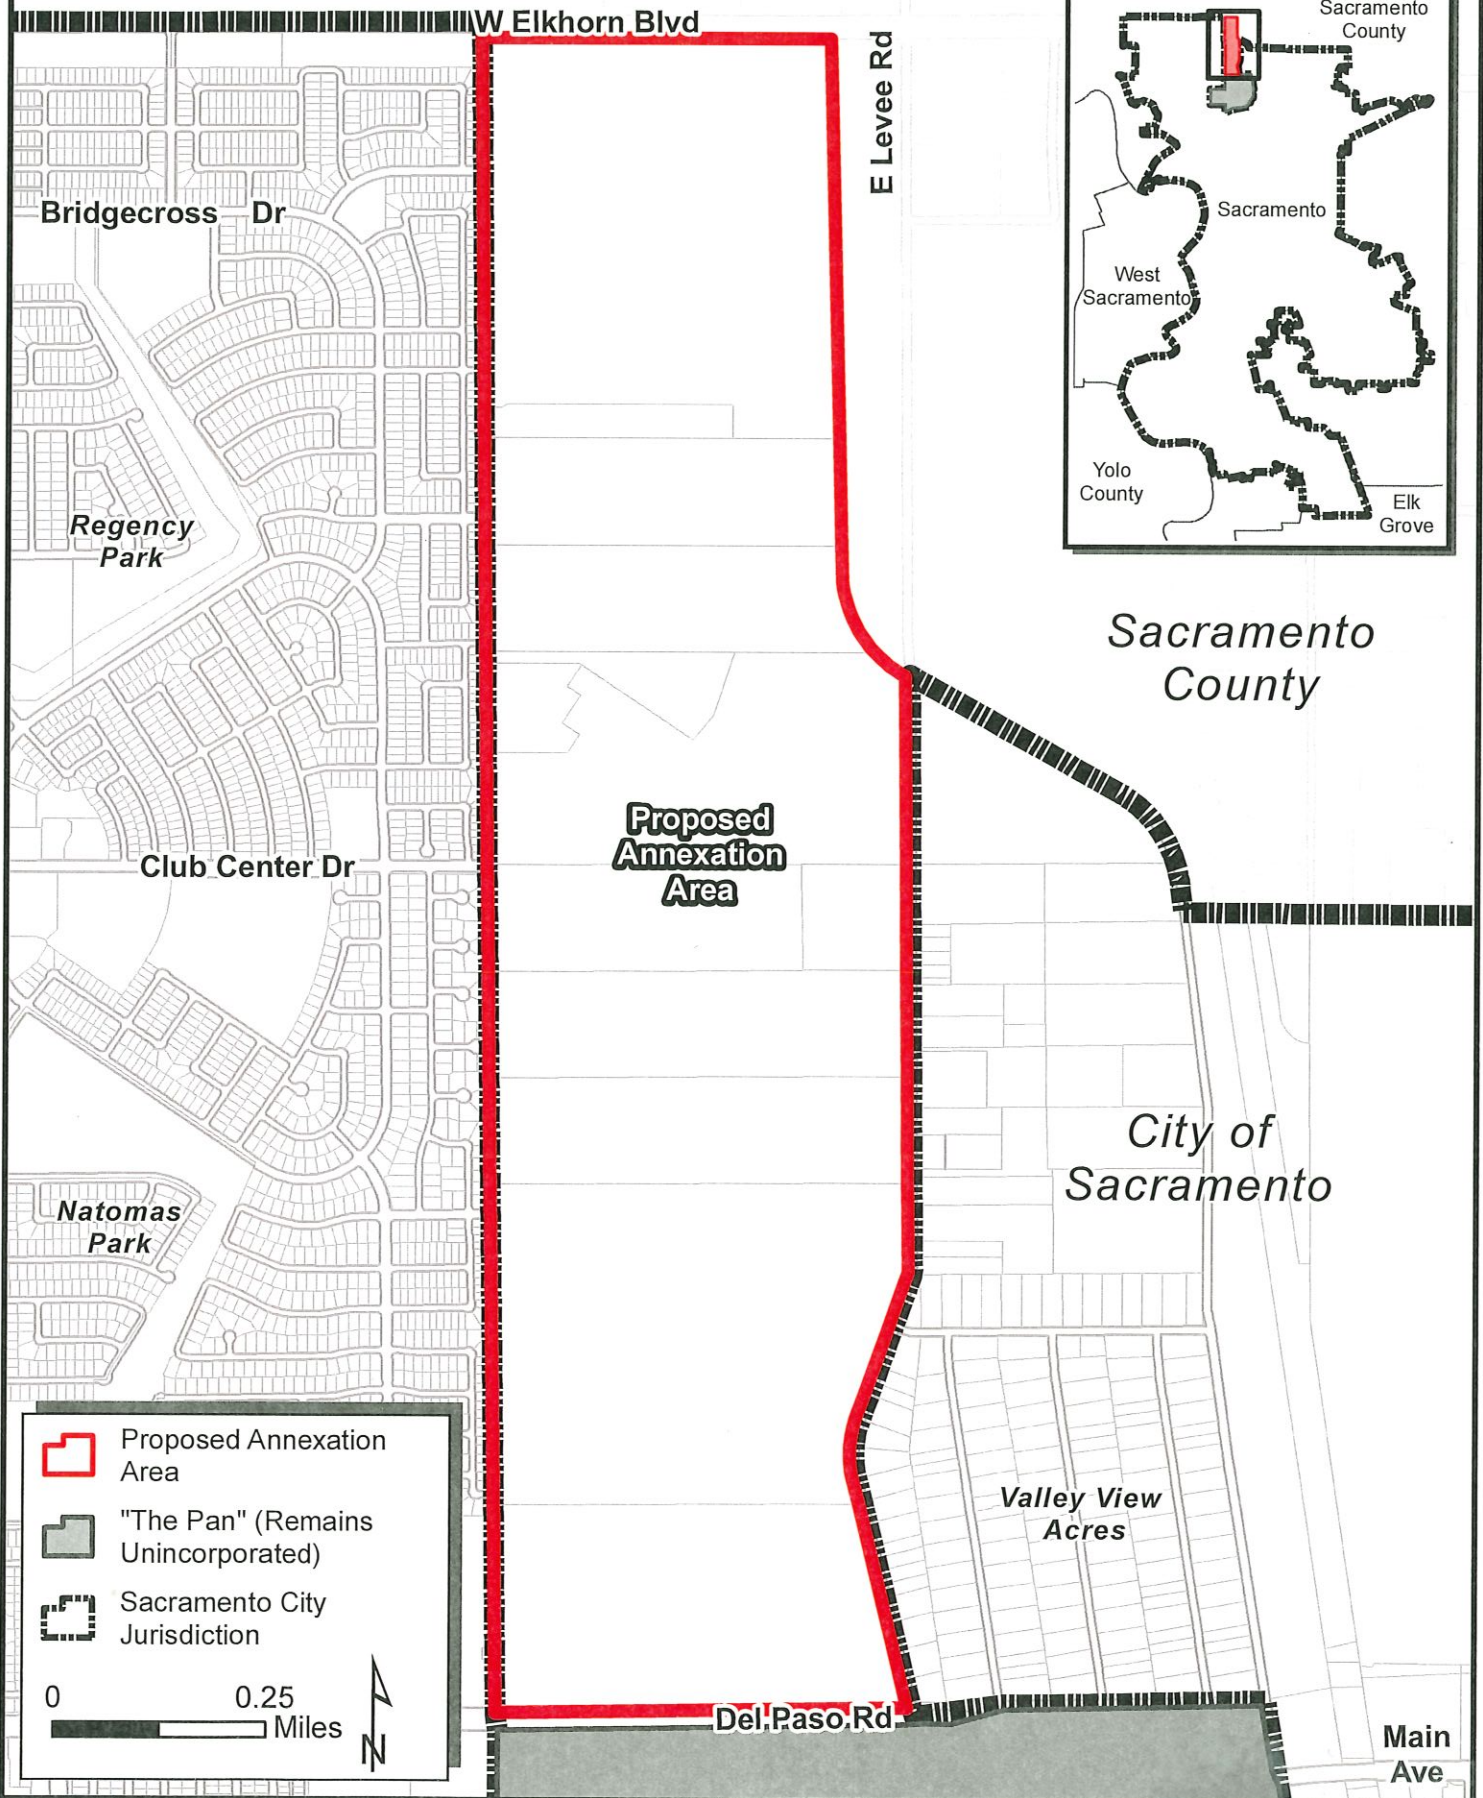 W Elkhorn Blvd
E Levee Rd
Sacramento
County
Sacramento
West
Sacramento
Yolo
County
Elk
Grove
Bridgecross Dr
Regency
Park
Sacramento
County
Proposed
Annexation
Area
Club Center Dr
City of
Sacramento
Natomas
Park
Valley View
Acres
Proposed Annexation
Area
"The Pan" (Remains
Unincorporated)
Sacramento City
Jurisdiction
0 0.25
Miles
N
Del Paso Rd
Main
Ave